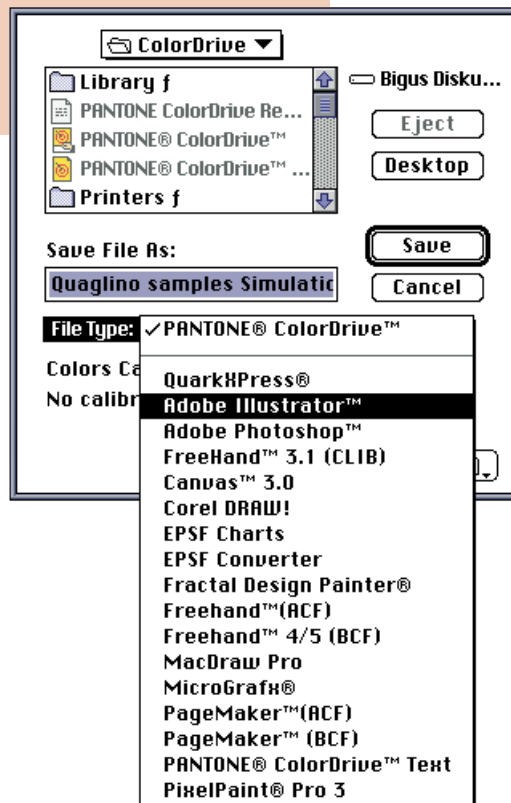 ColorDrive
Library ƒ
Bigus Disku...
PANTONE ColorDrive Re...
PANTONE® ColorDrive™
Eject
PANTONE® ColorDrive™ ...
Desktop
Printers ƒ
Save File As:
Save
Quaglino samples Simulatic
Cancel
File Type:
✓PANTONE® ColorDrive™
Colors Ca
No calibr
QuarkXPress®
Adobe Illustrator™
Adobe Photoshop™
FreeHand™ 3.1 (CLIB)
Canvas™ 3.0
Corel DRAW!
EPSF Charts
EPSF Converter
Fractal Design Painter®
Freehand™(ACF)
Freehand™ 4/5 (BCF)
MacDraw Pro
MicroGrafx®
PageMaker™(ACF)
PageMaker™ (BCF)
PANTONE® ColorDrive™ Text
PixelPaint® Pro 3